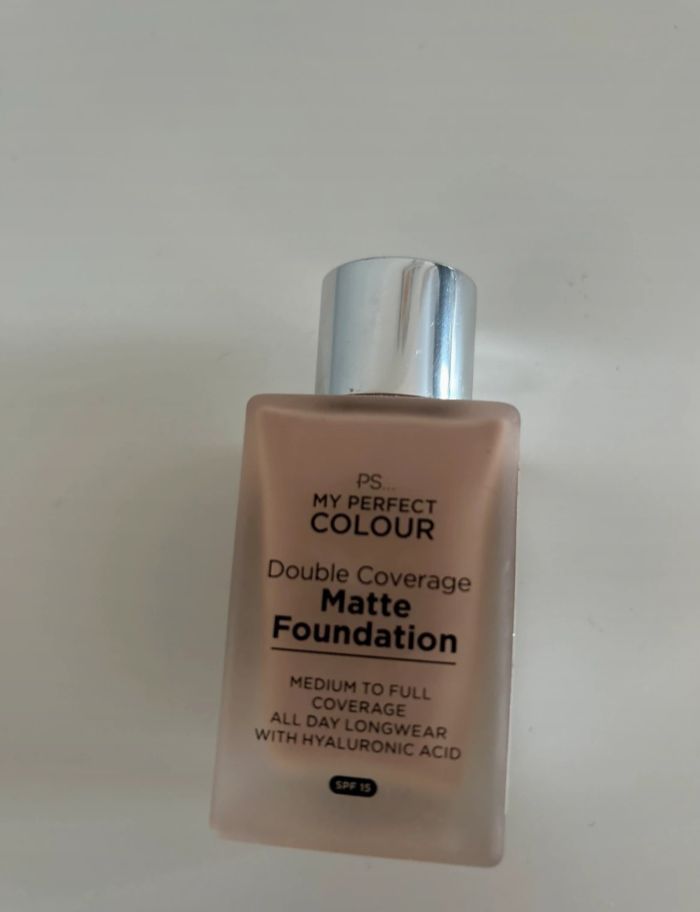 PS...
MY PERFECT
COLOUR
Double Coverage
Matte
Foundation
MEDIUM TO FULL
COVERAGE
ALL DAY LONGWEAR
WITH HYALURONIC ACID
SPF 15